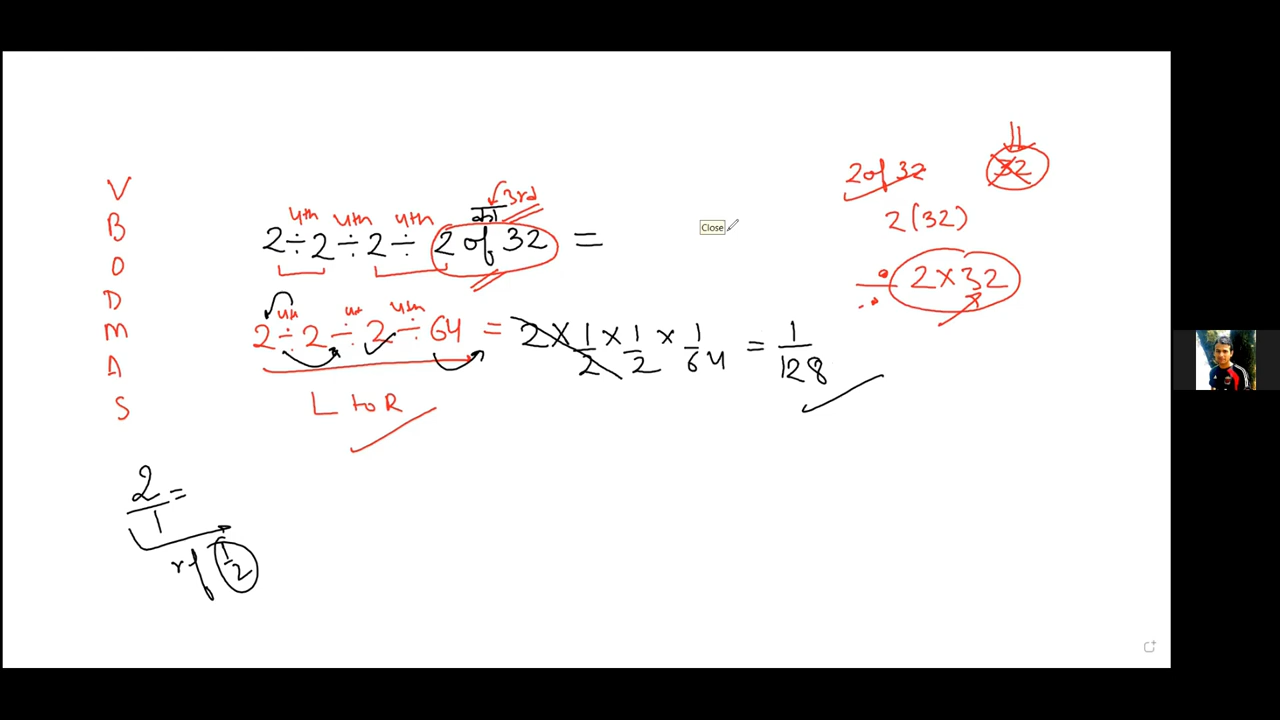 V
B
O
D
M
A
S
4th 4th 4th 3rd
का
2÷2÷2÷ 2 of 32 =
4th 4th 4th
2÷2÷2÷64 = 2×1/2×1/2×1/64 = 1/128
L to R
2/1 =
rf 1/2
2 of 32
32
2(32)
÷ 2×32
Close